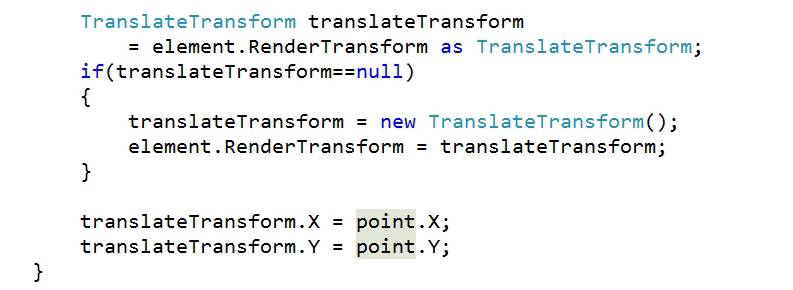 TranslateTransform translateTransform
= element.RenderTransform as TranslateTransform;
if(translateTransform==null)
{
translateTransform = new TranslateTransform();
element.RenderTransform = translateTransform;
}
translateTransform.X = point.X;
translateTransform.Y = point.Y;
}